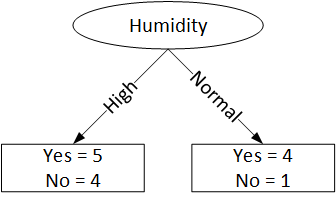 Humidity
High
Normal
Yes = 5
No = 4
Yes = 4
No = 1